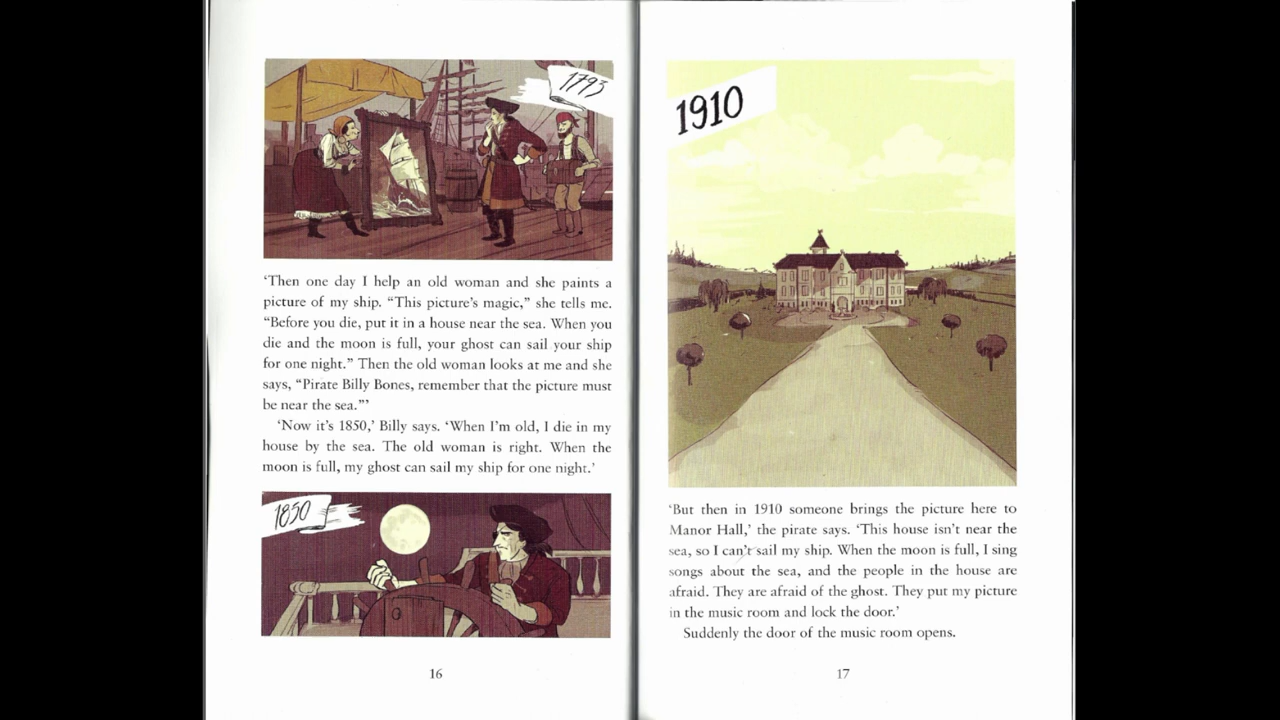 1793
‘Then one day I help an old woman and she paints a
picture of my ship. “This picture’s magic,” she tells me.
“Before you die, put it in a house near the sea. When you
die and the moon is full, your ghost can sail your ship
for one night.” Then the old woman looks at me and she
says, “Pirate Billy Bones, remember that the picture must
be near the sea.”’
‘Now it’s 1850,’ Billy says. ‘When I’m old, I die in my
house by the sea. The old woman is right. When the
moon is full, my ghost can sail my ship for one night.’
1850
16
1910
‘But then in 1910 someone brings the picture here to
Manor Hall,’ the pirate says. ‘This house isn’t near the
sea, so I can’t sail my ship. When the moon is full, I sing
songs about the sea, and the people in the house are
afraid. They are afraid of the ghost. They put my picture
in the music room and lock the door.’
Suddenly the door of the music room opens.
17